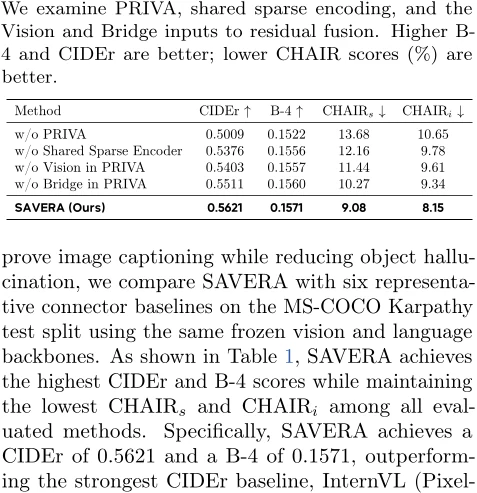 We examine PRIVA, shared sparse encoding, and the
Vision and Bridge inputs to residual fusion. Higher B-
4 and CIDEr are better; lower CHAIR scores (%) are
better.
Method CIDEr ↑ B-4 ↑ CHAIRs ↓ CHAIRi ↓
w/o PRIVA 0.5009 0.1522 13.68 10.65
w/o Shared Sparse Encoder 0.5376 0.1556 12.16 9.78
w/o Vision in PRIVA 0.5403 0.1557 11.44 9.61
w/o Bridge in PRIVA 0.5511 0.1560 10.27 9.34
SAVERA (Ours) 0.5621 0.1571 9.08 8.15
prove image captioning while reducing object hallu-
cination, we compare SAVERA with six representa-
tive connector baselines on the MS-COCO Karpathy
test split using the same frozen vision and language
backbones. As shown in Table 1, SAVERA achieves
the highest CIDEr and B-4 scores while maintaining
the lowest CHAIRs and CHAIRi among all eval-
uated methods. Specifically, SAVERA achieves a
CIDEr of 0.5621 and a B-4 of 0.1571, outperform-
ing the strongest CIDEr baseline, InternVL (Pixel-